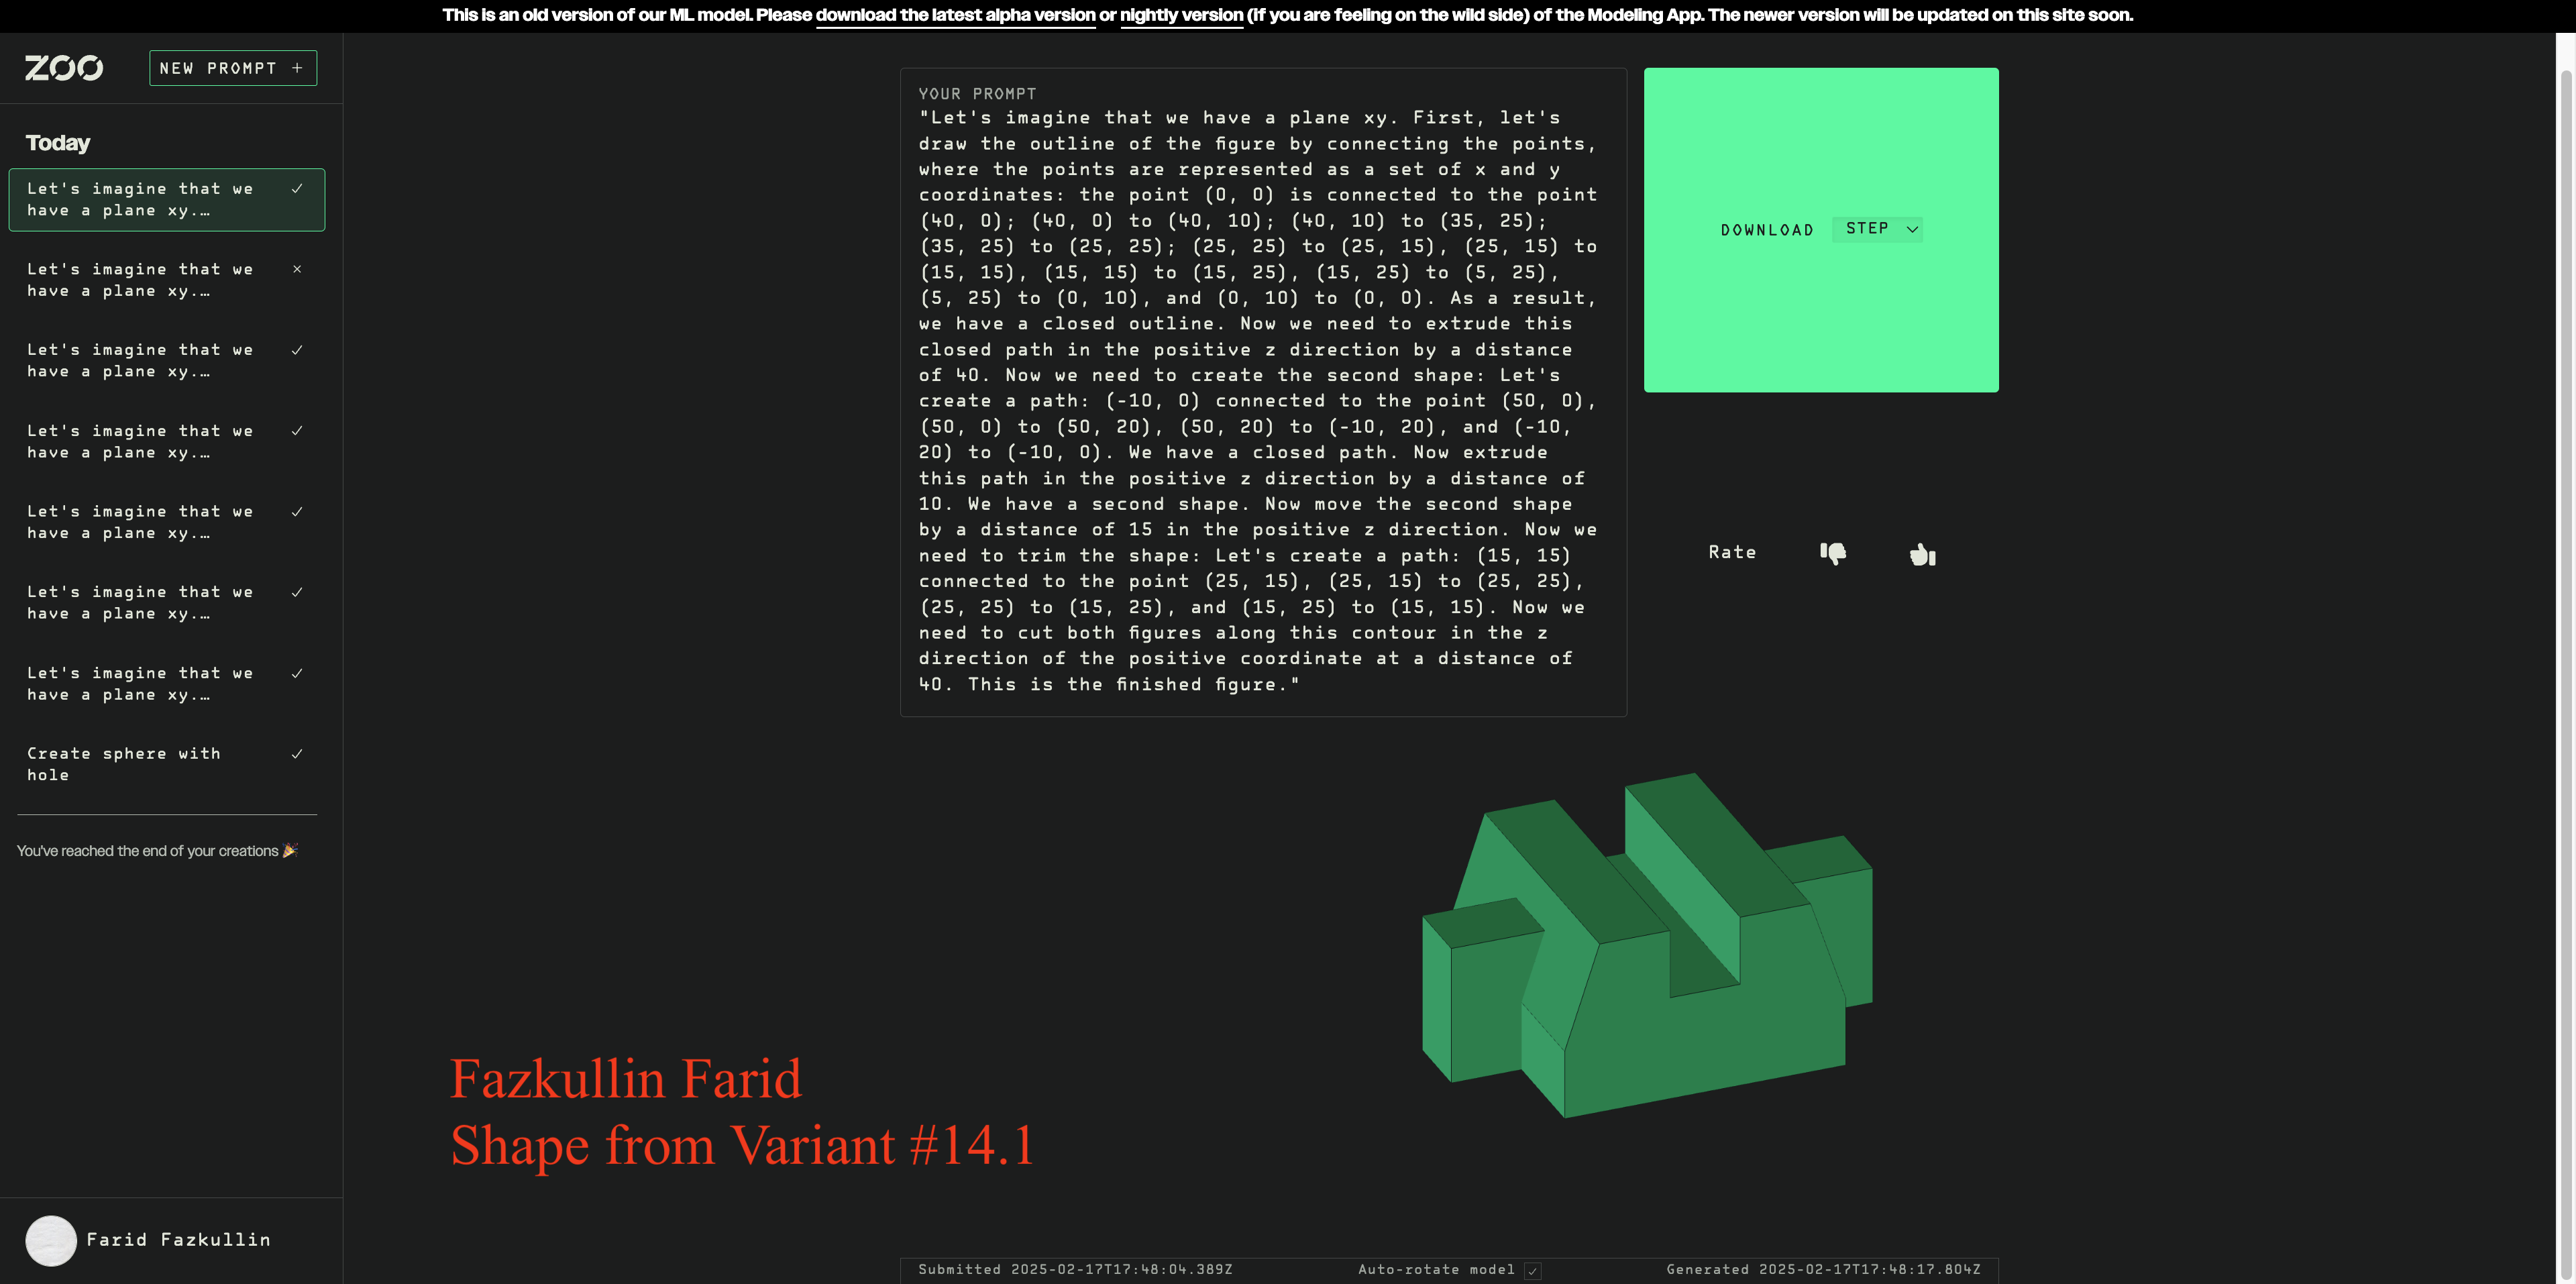 This is an old version of our ML model. Please download the latest alpha version or nightly version (if you are feeling on the wild side) of the Modeling App. The newer version will be updated on this site soon.
ZOO
NEW PROMPT +
Today
Let's imagine that we
have a plane xy.…
Let's imagine that we
have a plane xy.…
Let's imagine that we
have a plane xy.…
Let's imagine that we
have a plane xy.…
Let's imagine that we
have a plane xy.…
Let's imagine that we
have a plane xy.…
Let's imagine that we
have a plane xy.…
Create sphere with
hole
You've reached the end of your creations 🎉
Farid Fazkullin
YOUR PROMPT
"Let's imagine that we have a plane xy. First, let's
draw the outline of the figure by connecting the points,
where the points are represented as a set of x and y
coordinates: the point (0, 0) is connected to the point
(40, 0); (40, 0) to (40, 10); (40, 10) to (35, 25);
(35, 25) to (25, 25); (25, 25) to (25, 15), (25, 15) to
(15, 15), (15, 15) to (15, 25), (15, 25) to (5, 25),
(5, 25) to (0, 10), and (0, 10) to (0, 0). As a result,
we have a closed outline. Now we need to extrude this
closed path in the positive z direction by a distance
of 40. Now we need to create the second shape: Let's
create a path: (-10, 0) connected to the point (50, 0),
(50, 0) to (50, 20), (50, 20) to (-10, 20), and (-10,
20) to (-10, 0). We have a closed path. Now extrude
this path in the positive z direction by a distance of
10. We have a second shape. Now move the second shape
by a distance of 15 in the positive z direction. Now we
need to trim the shape: Let's create a path: (15, 15)
connected to the point (25, 15), (25, 15) to (25, 25),
(25, 25) to (15, 25), and (15, 25) to (15, 15). Now we
need to cut both figures along this contour in the z
direction of the positive coordinate at a distance of
40. This is the finished figure."
DOWNLOAD STEP
Rate
Fazkullin Farid
Shape from Variant #14.1
Submitted 2025-02-17T17:48:04.389Z Auto-rotate model Generated 2025-02-17T17:48:17.804Z